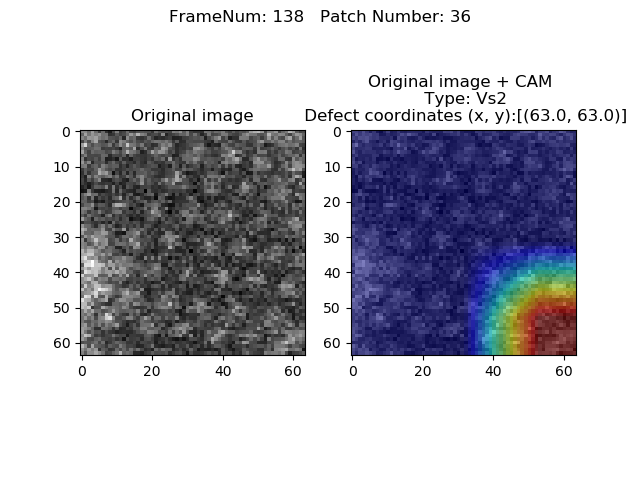 FrameNum: 138   Patch Number: 36
Original image
Original image + CAM
Type: Vs2
Defect coordinates (x, y):[(63.0, 63.0)]
0
10
20
30
40
50
60
0 20 40 60
0
10
20
30
40
50
60
0 20 40 60